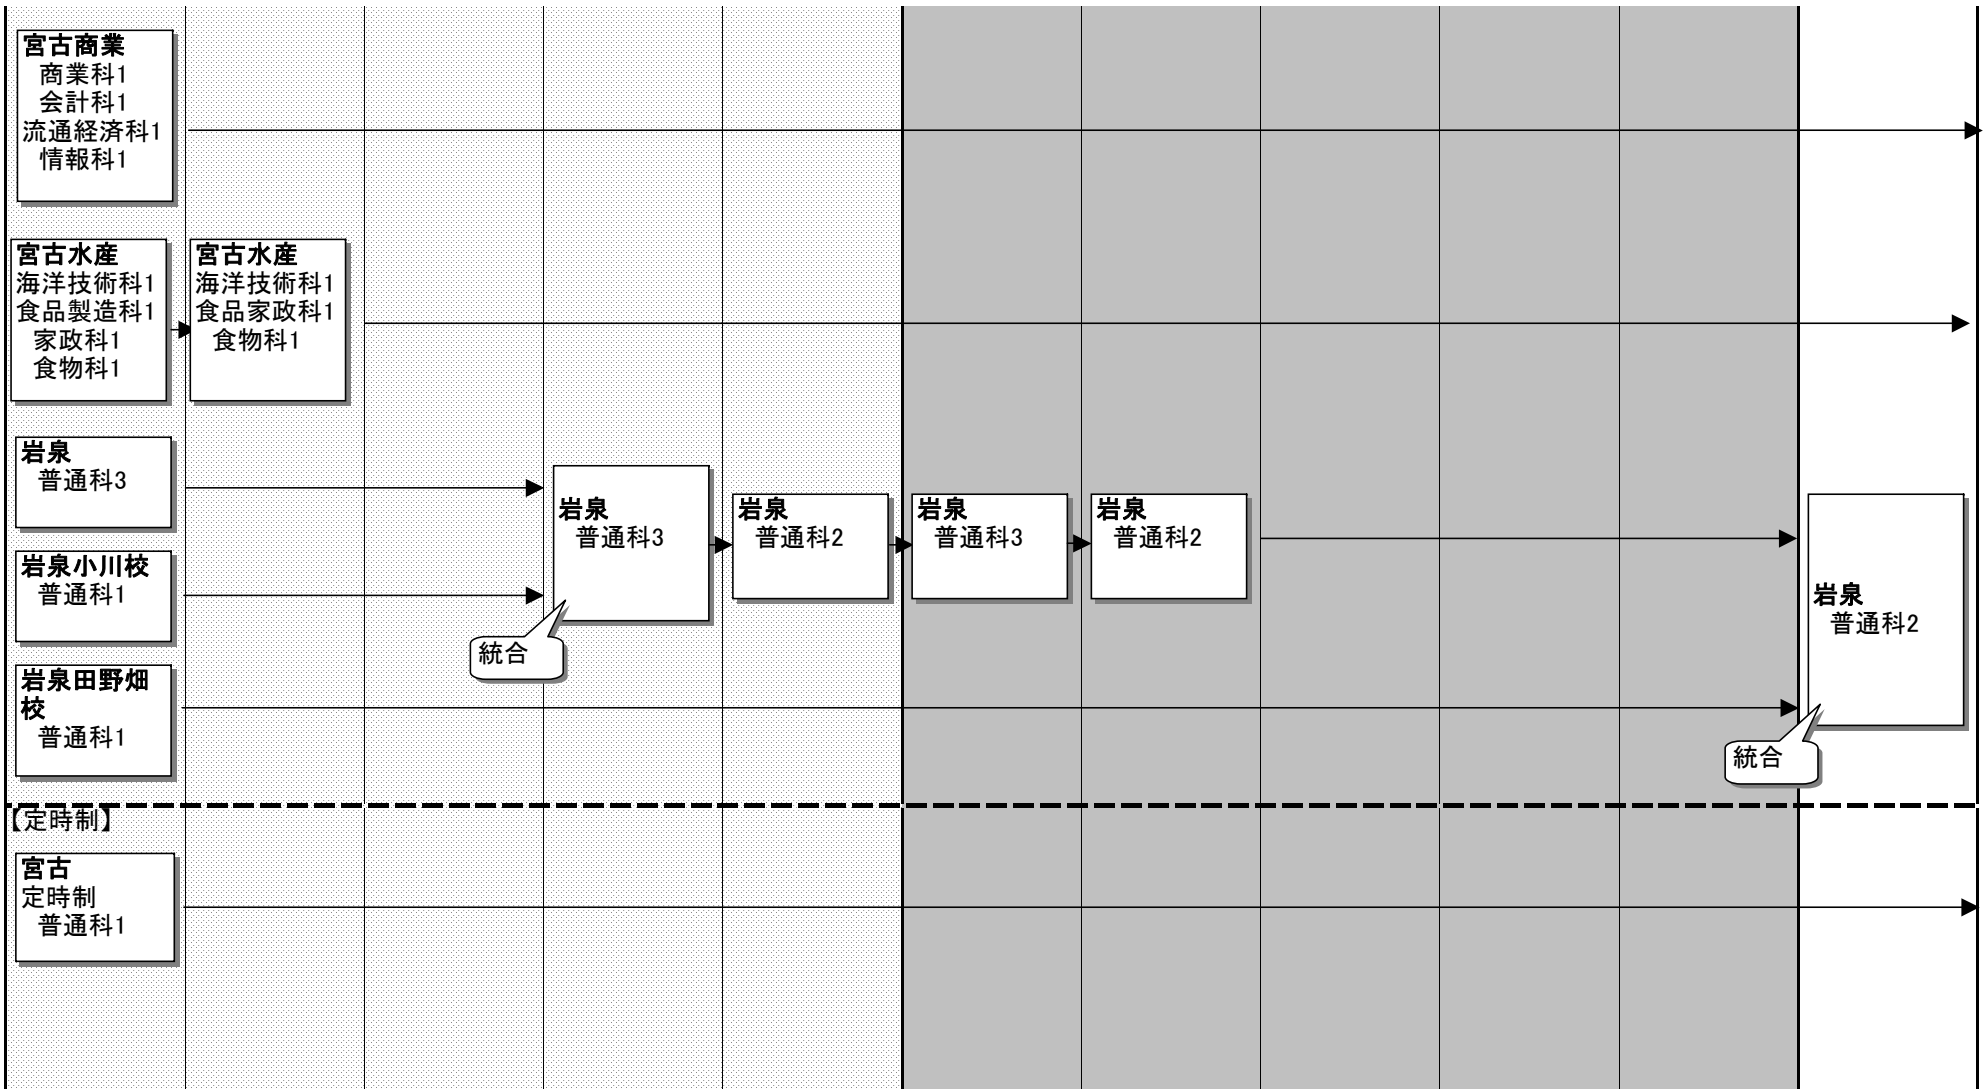 宮古商業
商業科1
会計科1
流通経済科1
情報科1
宮古水産
海洋技術科1
食品製造科1
家政科1
食物科1
宮古水産
海洋技術科1
食品家政科1
食物科1
岩泉
普通科3
岩泉小川校
普通科1
岩泉田野畑
校
普通科1
岩泉
普通科3
統合
岩泉
普通科2
岩泉
普通科3
岩泉
普通科2
岩泉
普通科2
統合
【定時制】
宮古
定時制
普通科1